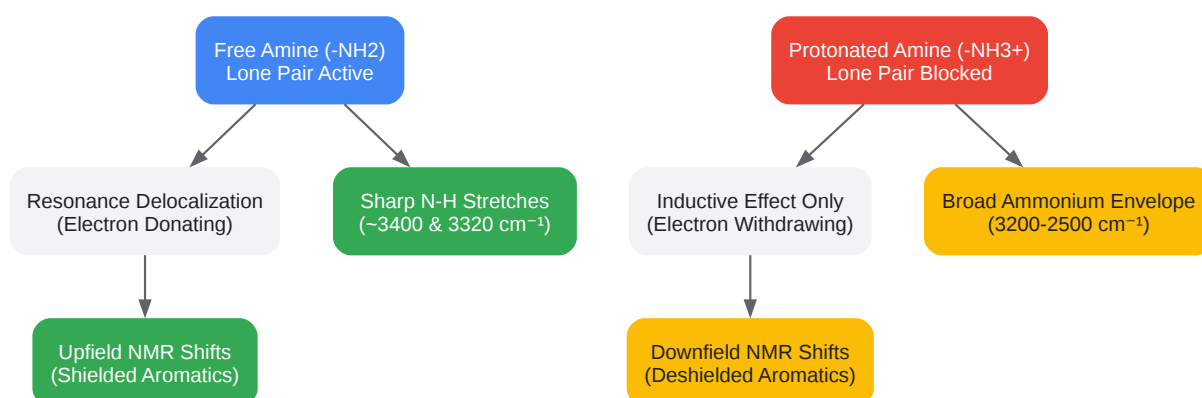 Free Amine (-NH2)
Lone Pair Active
Protonated Amine (-NH3+)
Lone Pair Blocked
Resonance Delocalization
(Electron Donating)
Sharp N-H Stretches
(~3400 & 3320 cm⁻¹)
Inductive Effect Only
(Electron Withdrawing)
Broad Ammonium Envelope
(3200-2500 cm⁻¹)
Upfield NMR Shifts
(Shielded Aromatics)
Downfield NMR Shifts
(Deshielded Aromatics)